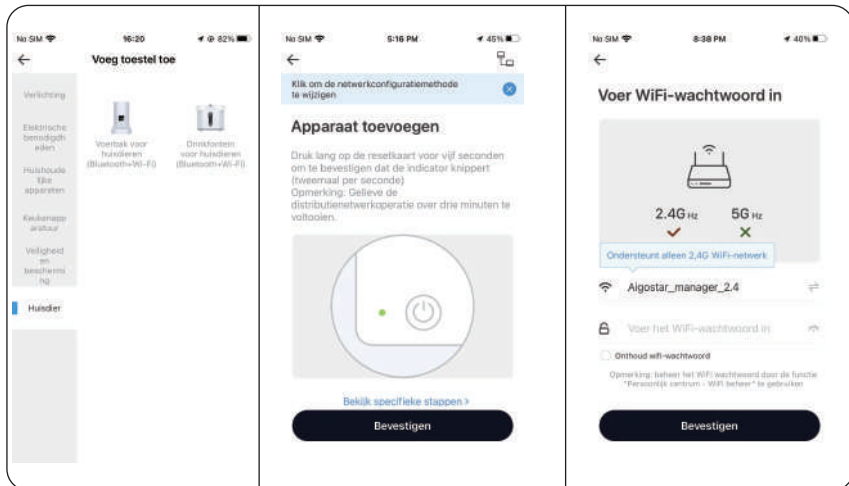 No SIM 16:20 82%
Voeg toestel toe
Verlichting
Elektrische
benodigdh
eden
Huishoude
lijke
apparaten
Keukenapp
aratuur
Veiligheid
en
beschermi
ng
Huisdier
Voerbak voor
huisdieren
(Bluetooth+Wi-Fi)
Drinkfontein
voor huisdieren
(Bluetooth+Wi-Fi)
No SIM 5:16 PM 45%
Klik om de netwerkconfiguratiemethode
te wijzigen
Apparaat toevoegen
Druk lang op de resetkaart voor vijf seconden
om te bevestigen dat de indicator knippert
(tweemaal per seconde)
Opmerking: Gelieve de
distributienetwerkoperatie over drie minuten te
voltooien.
Bekijk specifieke stappen >
Bevestigen
No SIM 8:38 PM 40%
Voer WiFi-wachtwoord in
2.4G Hz 5G Hz
Ondersteunt alleen 2,4G WiFi-netwerk
Aigostar_manager_2.4
Voer het WiFi-wachtwoord in
Onthoud wifi-wachtwoord
Opmerking: beheer het WiFi wachtwoord door de functie
"Persoonlijk centrum - WiFi beheer" te gebruiken
Bevestigen